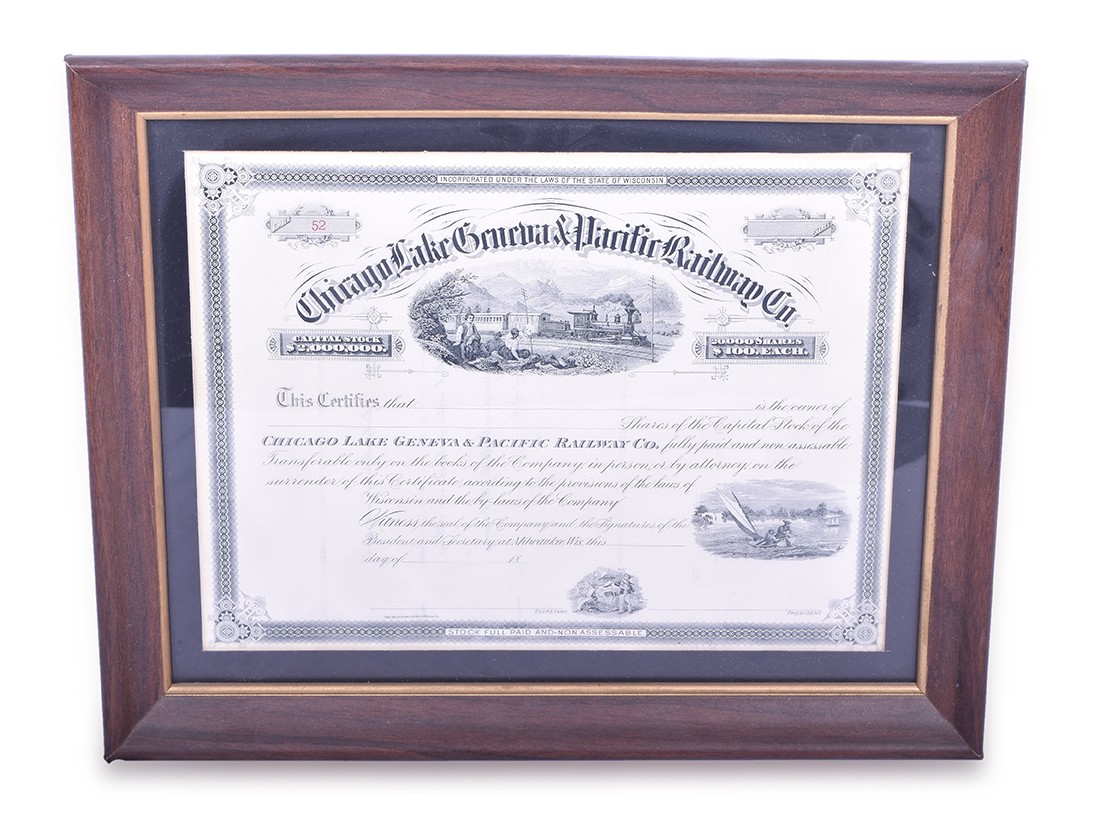 INCORPORATED UNDER THE LAWS OF THE STATE OF WISCONSIN
52
Chicago Lake Geneva & Pacific Railway Co.
CAPITAL STOCK
$2,000,000.
20000 SHARES
$100. EACH.
This Certifies that is the owner of
Shares of the Capital Stock of the
CHICAGO LAKE GENEVA & PACIFIC RAILWAY CO. fully paid and non-assessable
Transferable only on the books of the Company, in person, or by attorney, on the
surrender of this Certificate according to the provisions of the laws of
Wisconsin and the by-laws of the Company
Witness the seal of the Company and the Signatures of the
President and Secretary at Milwaukee, Wis. this
day of 18
SECRETARY.
PRESIDENT.
STOCK FULL PAID AND NON ASSESSABLE.